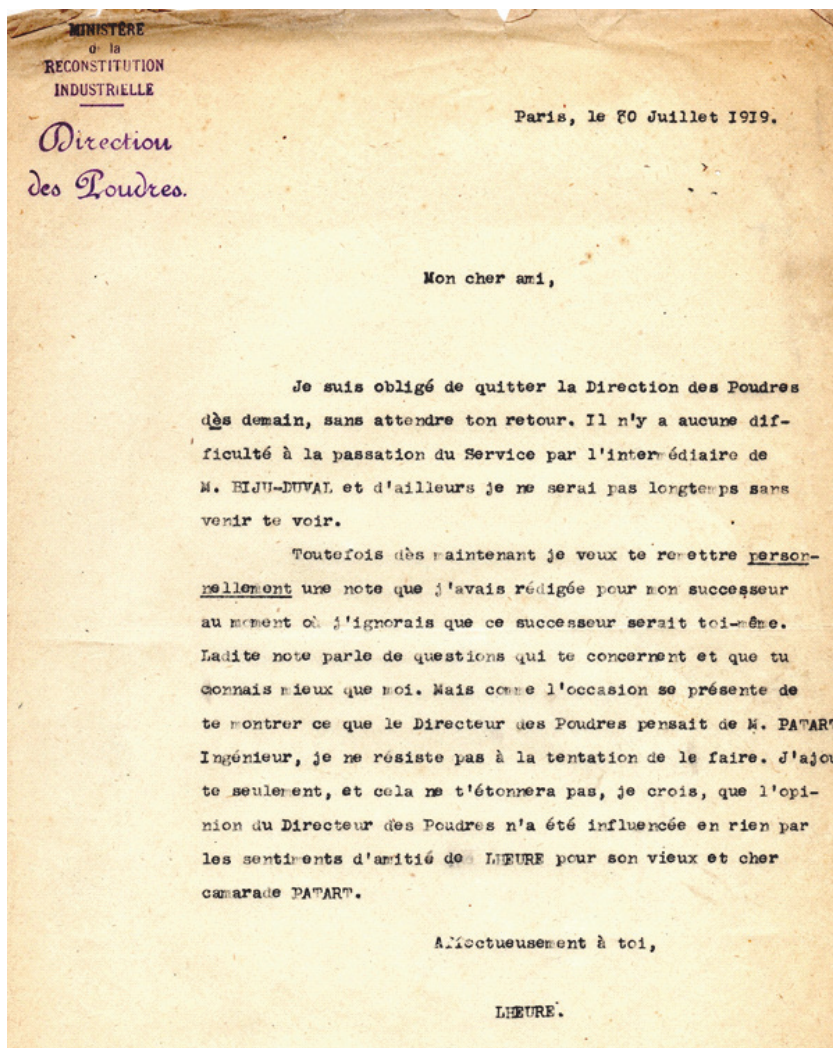 MINISTÈRE
de la
RECONSTITUTION
INDUSTRIELLE
Direction
des Poudres.
Paris, le 30 Juillet 1919.
Mon cher ami,
Je suis obligé de quitter la Direction des Poudres
dès demain, sans attendre ton retour. Il n'y a aucune dif-
ficulté à la passation du Service par l'intermédiaire de
M. BIJU-DUVAL et d'ailleurs je ne serai pas longtemps sans
venir te voir.
Toutefois dès maintenant je veux te remettre person-
nellement une note que j'avais rédigée pour mon successeur
au moment où j'ignorais que ce successeur serait toi-même.
Ladite note parle de questions qui te concernent et que tu
connais mieux que moi. Mais comme l'occasion se présente de
te montrer ce que le Directeur des Poudres pensait de M. PATART
Ingénieur, je ne résiste pas à la tentation de le faire. J'ajou
te seulement, et cela ne t'étonnera pas, je crois, que l'opi-
nion du Directeur des Poudres n'a été influencée en rien par
les sentiments d'amitié de LHEURE pour son vieux et cher
camarade PATART.
Affectueusement à toi,
LHEURE.